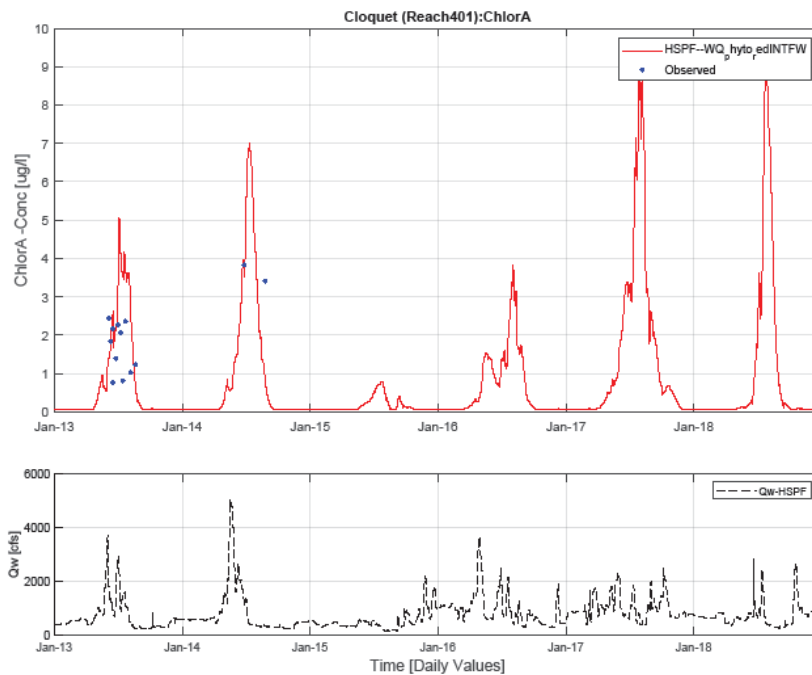 Cloquet (Reach401):ChlorA
HSPF--WQphytoredINTFW
Observed
ChlorA -Conc [ug/l]
10
9
8
7
6
5
4
3
2
1
0
Jan-13 Jan-14 Jan-15 Jan-16 Jan-17 Jan-18
Qw-HSPF
Qw [cfs]
6000
4000
2000
0
Jan-13 Jan-14 Jan-15 Jan-16 Jan-17 Jan-18
Time [Daily Values]